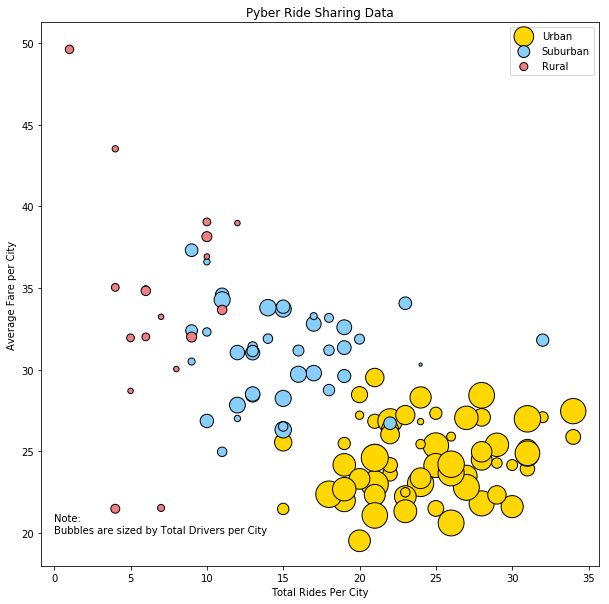 Pyber Ride Sharing Data
Urban
Suburban
Rural
50
45
40
35
30
25
20
Average Fare per City
Note:
Bubbles are sized by Total Drivers per City
0 5 10 15 20 25 30 35
Total Rides Per City